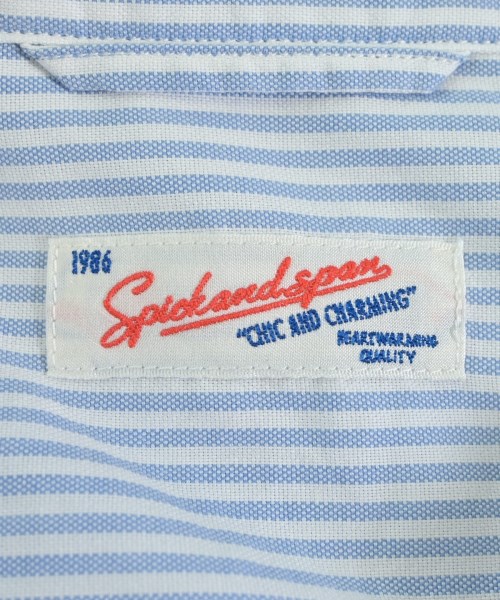 1986
Spickandspan
"CHIC AND CHARMING"
HEARTWARMING
QUALITY